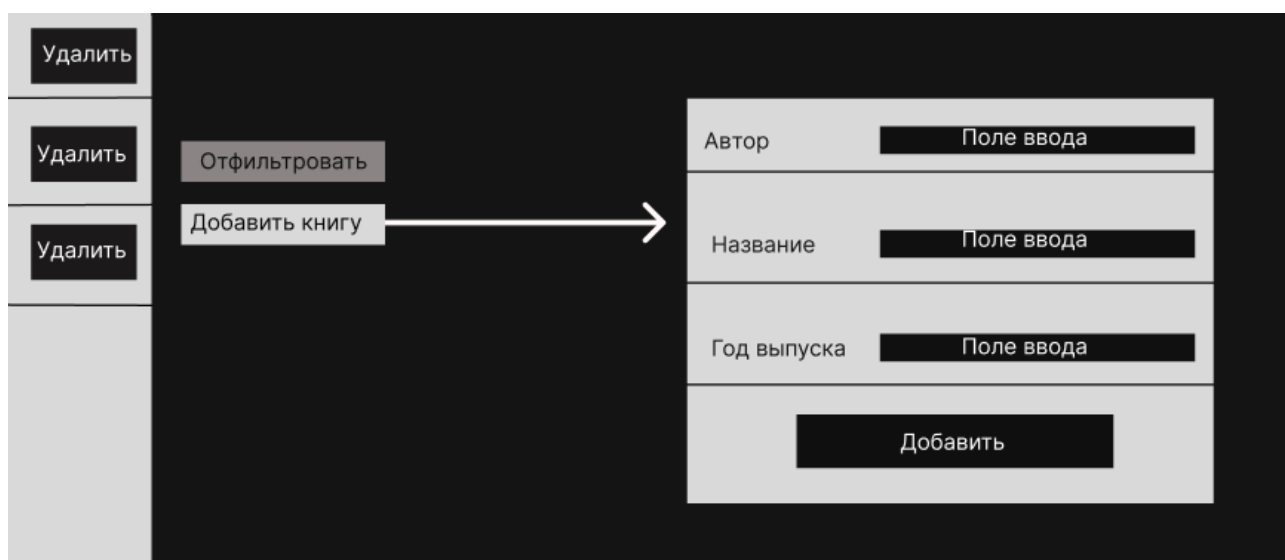 Удалить
Удалить
Удалить
Отфильтровать
Добавить книгу
Автор Поле ввода
Название Поле ввода
Год выпуска Поле ввода
Добавить